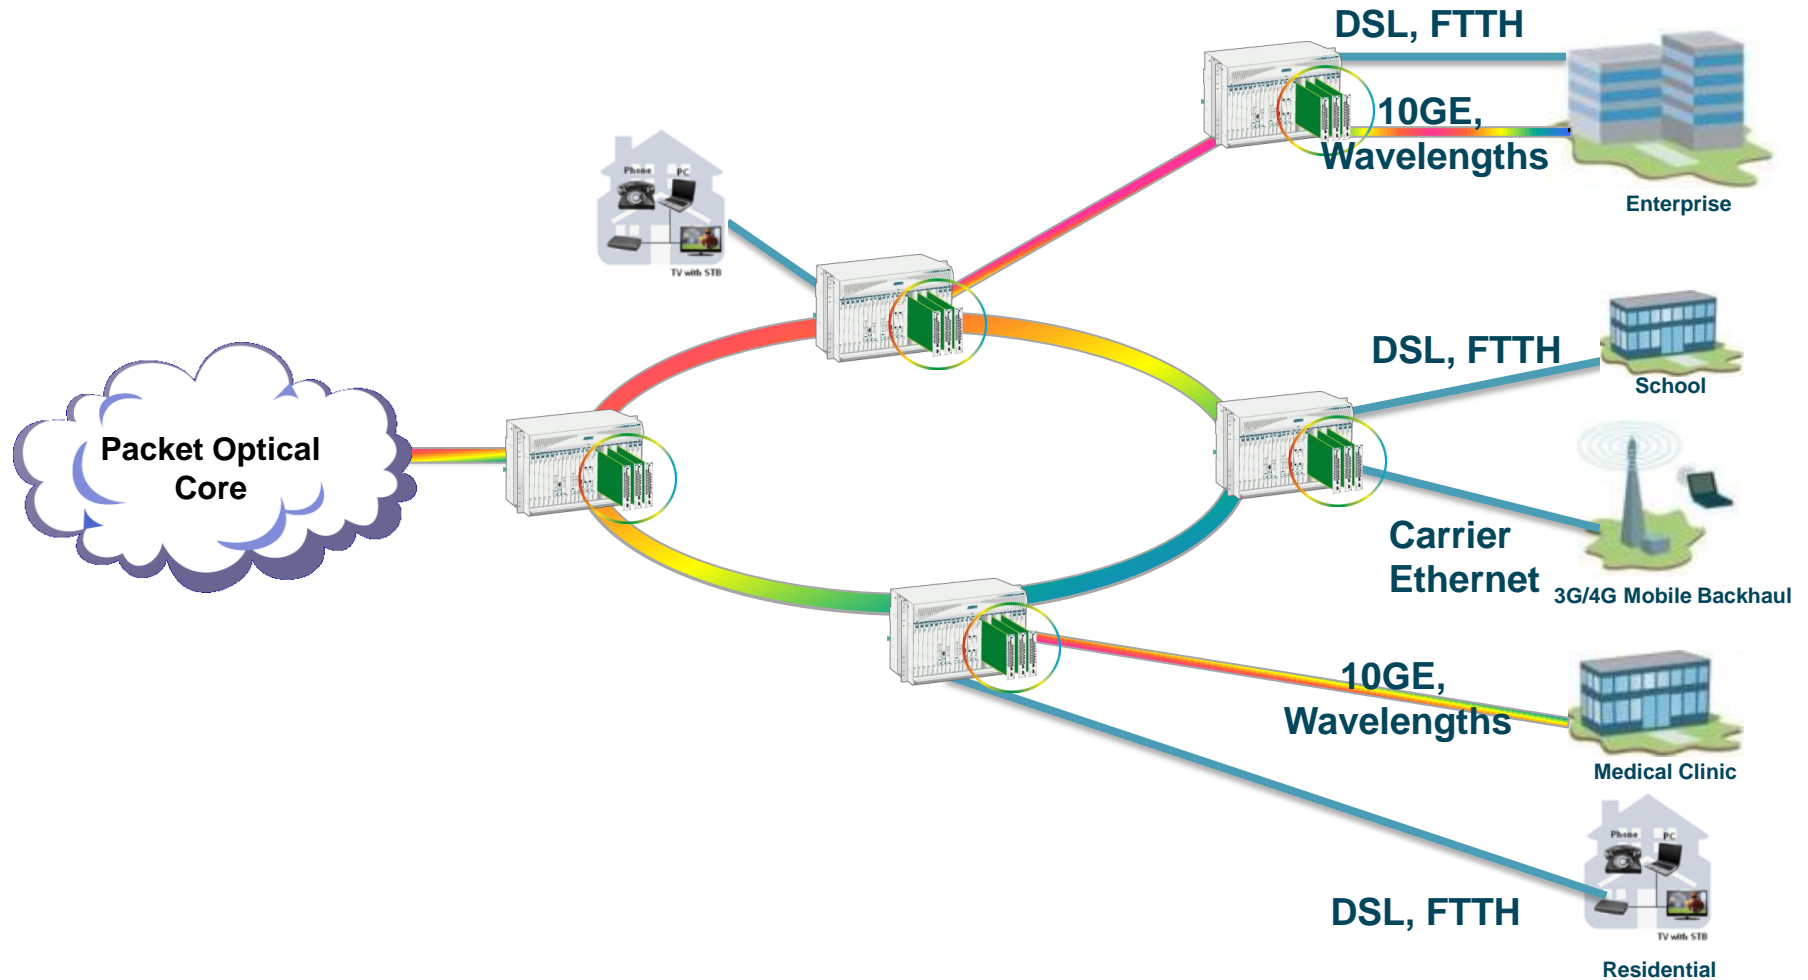 DSL, FTTH
10GE,
Wavelengths
Enterprise
Phone PC
TV with STB
DSL, FTTH
School
Packet Optical
Core
Carrier
Ethernet
3G/4G Mobile Backhaul
10GE,
Wavelengths
Medical Clinic
Phone PC
TV with STB
DSL, FTTH
Residential